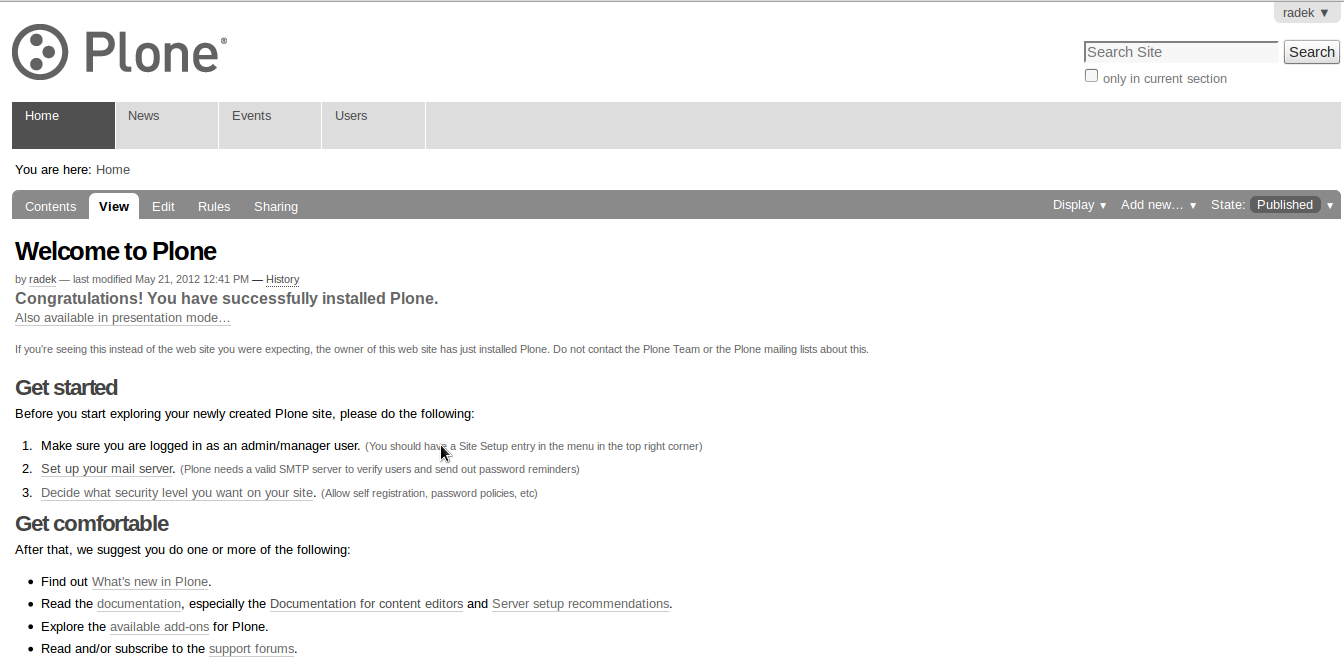 radek ▼
Plone®
Search Site
Search
only in current section
Home
News
Events
Users
You are here: Home
Contents
View
Edit
Rules
Sharing
Display ▼
Add new… ▼
State: Published ▼
Welcome to Plone
by radek — last modified May 21, 2012 12:41 PM — History
Congratulations! You have successfully installed Plone.
Also available in presentation mode…
If you're seeing this instead of the web site you were expecting, the owner of this web site has just installed Plone. Do not contact the Plone Team or the Plone mailing lists about this.
Get started
Before you start exploring your newly created Plone site, please do the following:
1. Make sure you are logged in as an admin/manager user. (You should have a Site Setup entry in the menu in the top right corner)
2. Set up your mail server. (Plone needs a valid SMTP server to verify users and send out password reminders)
3. Decide what security level you want on your site. (Allow self registration, password policies, etc)
Get comfortable
After that, we suggest you do one or more of the following:
• Find out What's new in Plone.
• Read the documentation, especially the Documentation for content editors and Server setup recommendations.
• Explore the available add-ons for Plone.
• Read and/or subscribe to the support forums.